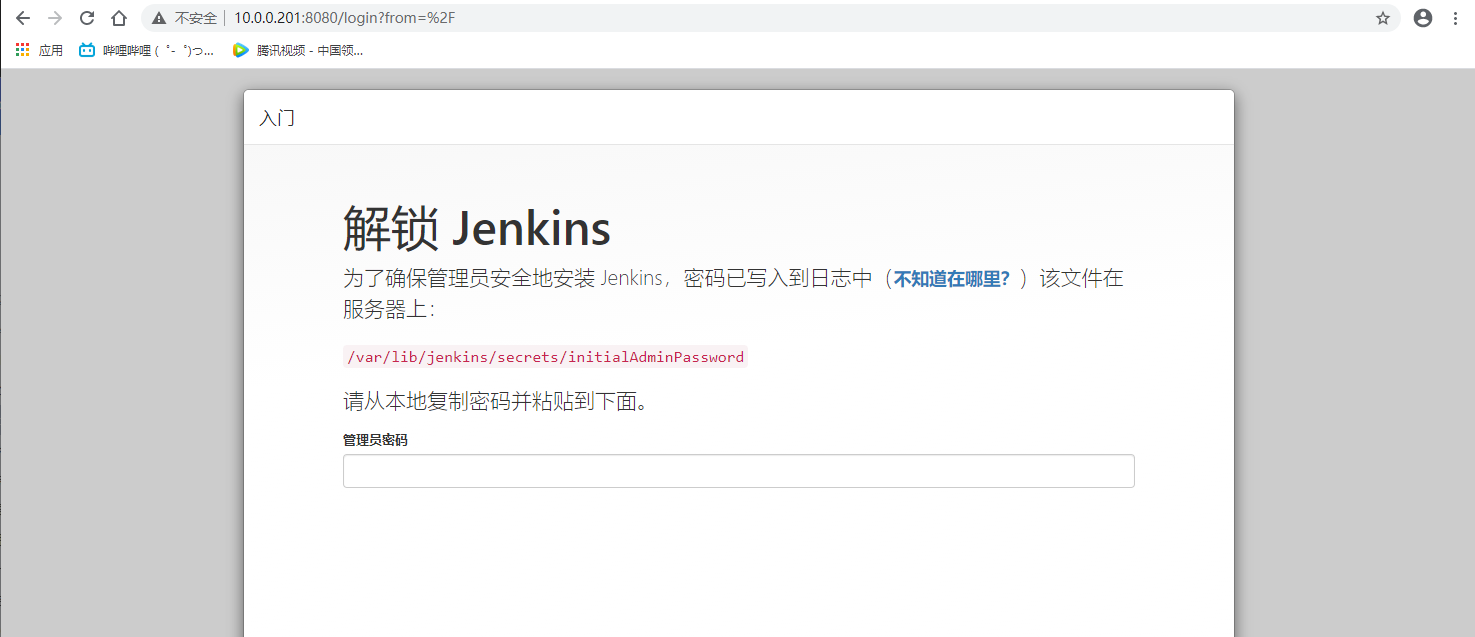 不安全 | 10.0.0.201:8080/login?from=%2F
应用 哔哩哔哩 (゜-゜)つ... 腾讯视频 - 中国领...
入门
解锁 Jenkins
为了确保管理员安全地安装 Jenkins，密码已写入到日志中（不知道在哪里？）该文件在
服务器上：
/var/lib/jenkins/secrets/initialAdminPassword
请从本地复制密码并粘贴到下面。
管理员密码